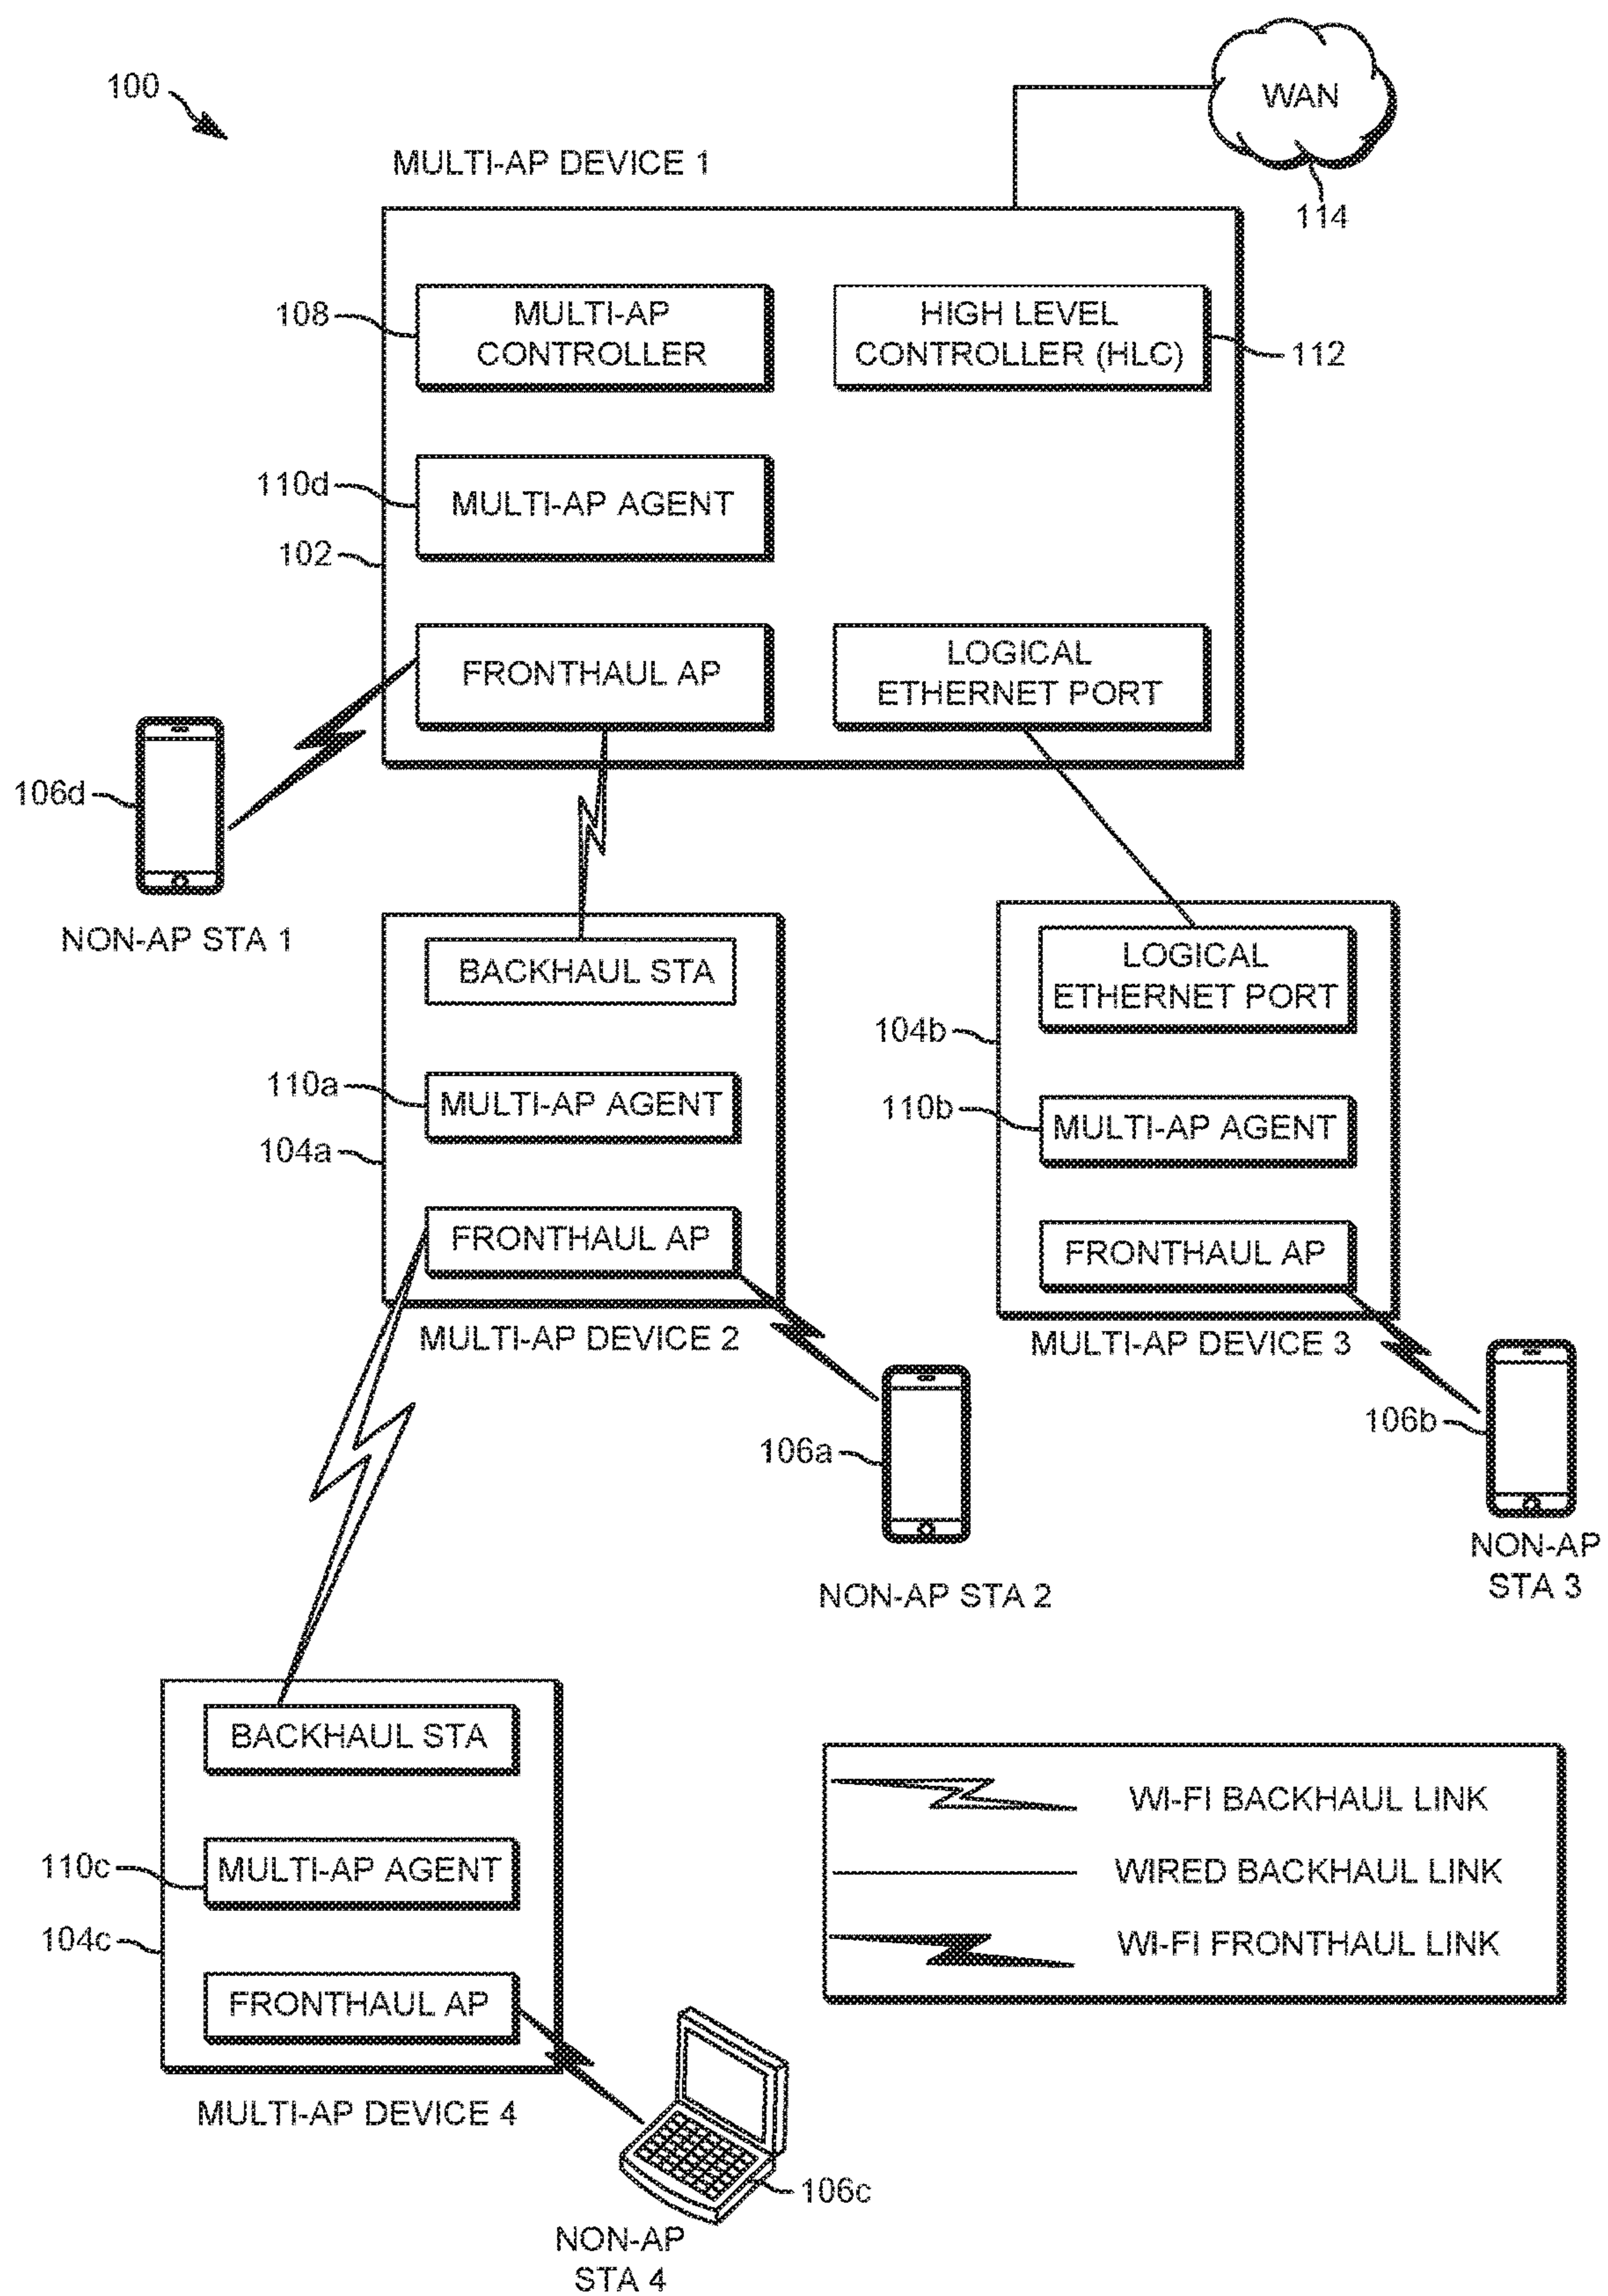 100
WAN
114
MULTI-AP DEVICE 1
108
MULTI-AP
CONTROLLER
HIGH LEVEL
CONTROLLER (HLC)
112
110d
MULTI-AP AGENT
102
FRONTHAUL AP
LOGICAL
ETHERNET PORT
106d
NON-AP STA 1
BACKHAUL STA
110a
MULTI-AP AGENT
104a
FRONTHAUL AP
MULTI-AP DEVICE 2
LOGICAL
ETHERNET PORT
104b
110b
MULTI-AP AGENT
FRONTHAUL AP
MULTI-AP DEVICE 3
106a
NON-AP STA 2
106b
NON-AP
STA 3
BACKHAUL STA
110c
MULTI-AP AGENT
104c
FRONTHAUL AP
MULTI-AP DEVICE 4
WI-FI BACKHAUL LINK
WIRED BACKHAUL LINK
WI-FI FRONTHAUL LINK
106c
NON-AP
STA 4